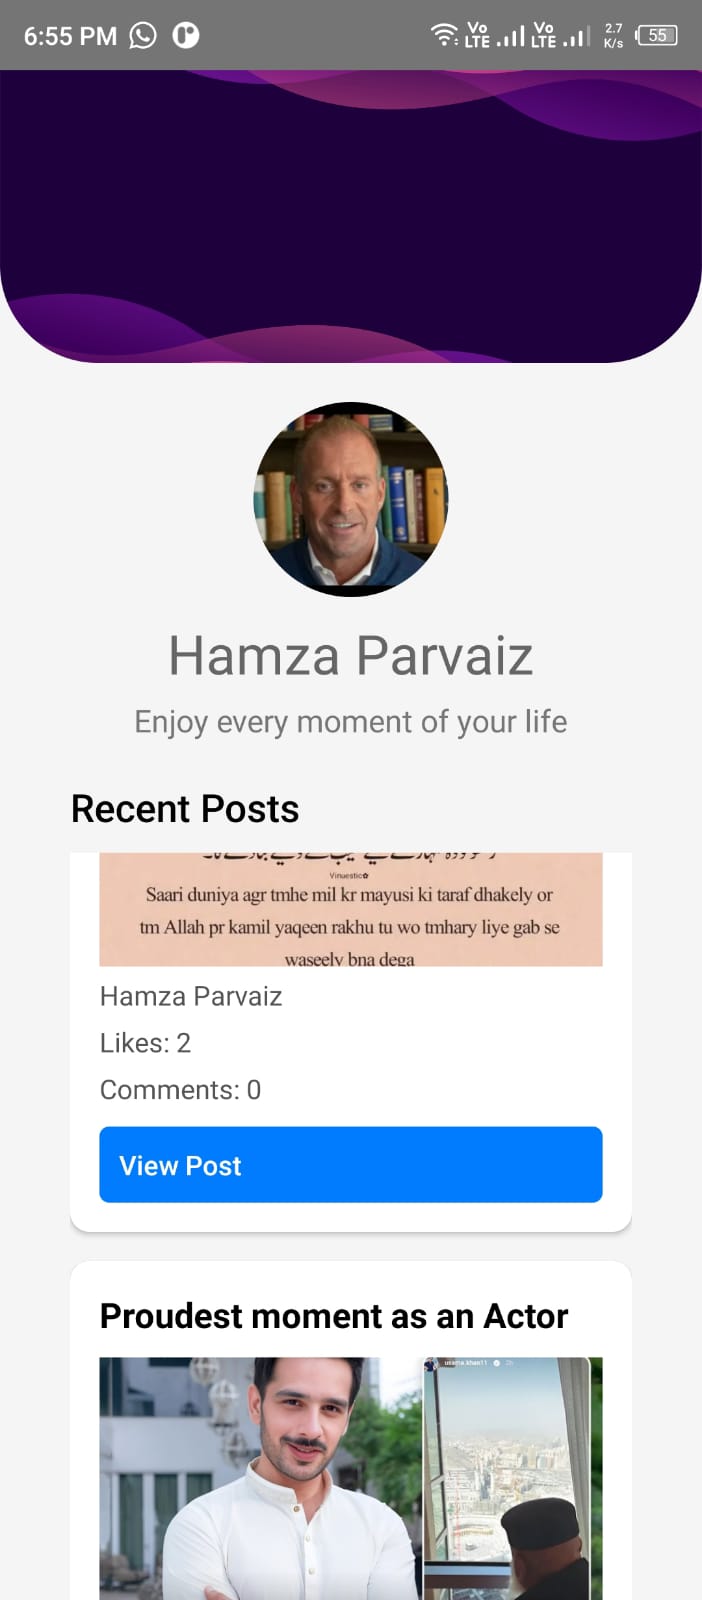 6:55 PM
Vo LTE Vo LTE 2.7 K/s 55
Hamza Parvaiz
Enjoy every moment of your life
Recent Posts
Vinuestic✿
Saari duniya agr tmhe mil kr mayusi ki taraf dhakely or
tm Allah pr kamil yaqeen rakhu tu wo tmhary liye gab se
waseely bna dega
Hamza Parvaiz
Likes: 2
Comments: 0
View Post
Proudest moment as an Actor
usama.khan11 2h